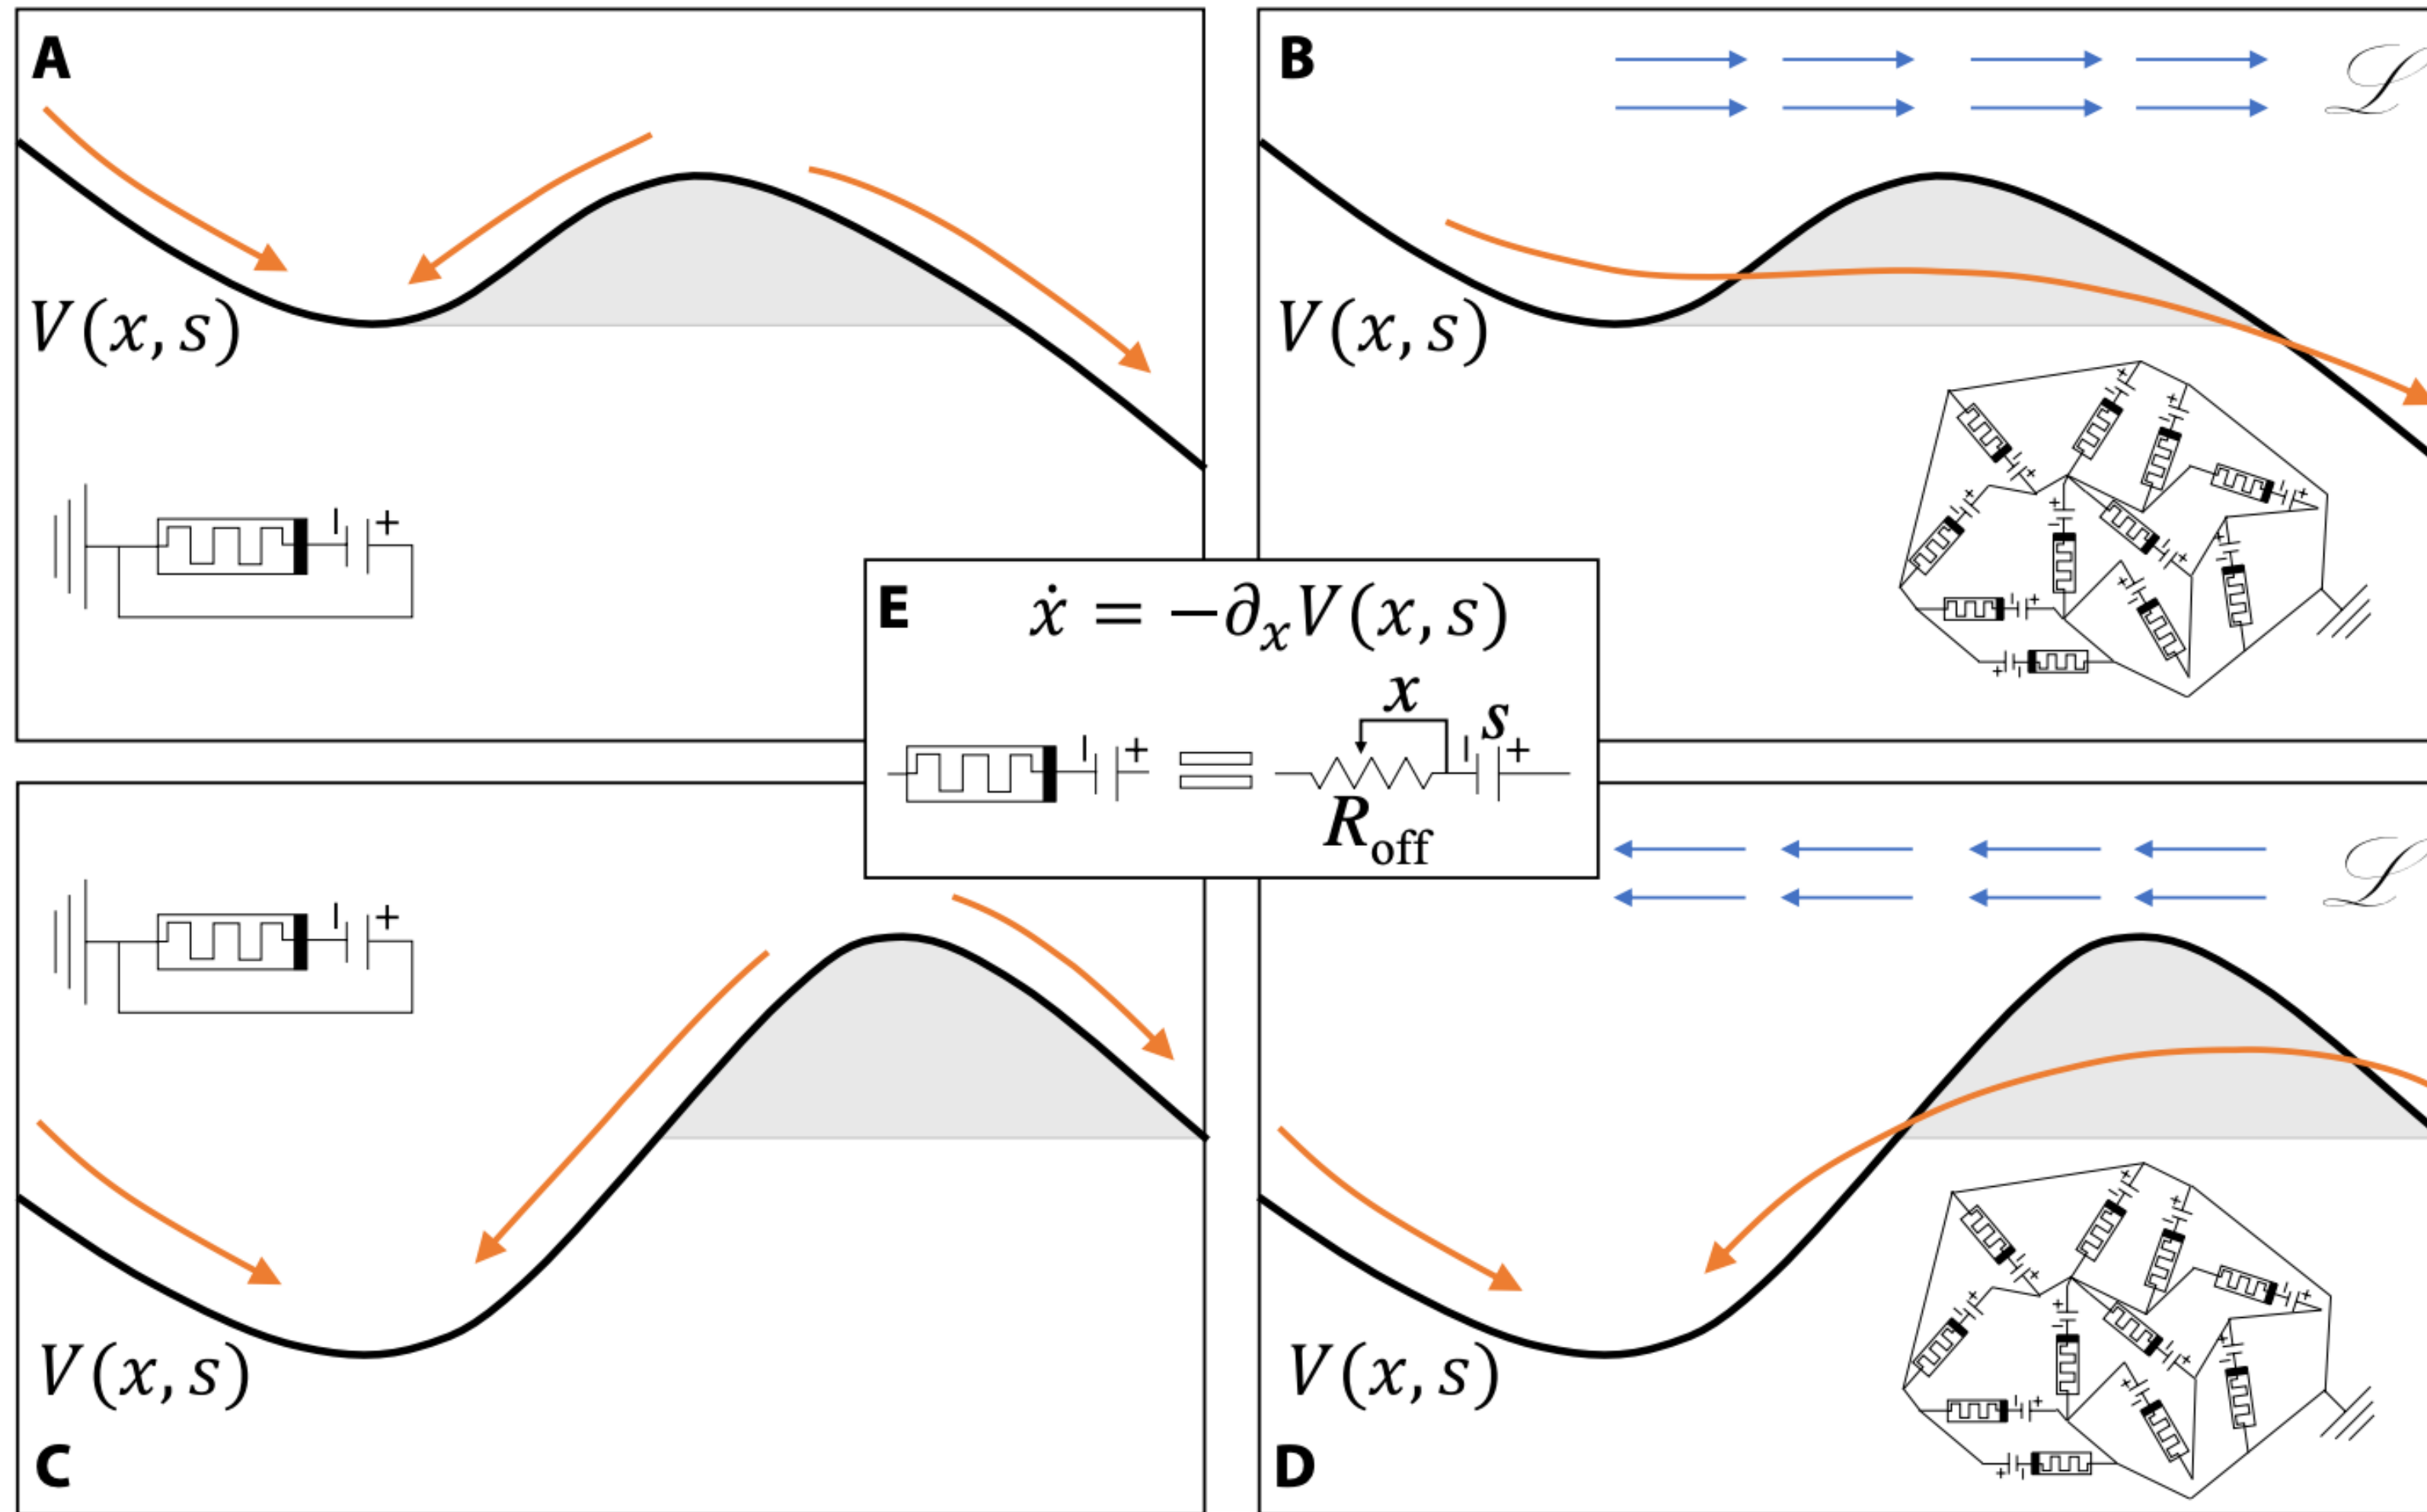 A
V(x, s)
B
ℒ
V(x, s)
E
ẋ = −∂ₓV(x, s)
x
s
R_off
ℒ
V(x, s)
C
V(x, s)
D